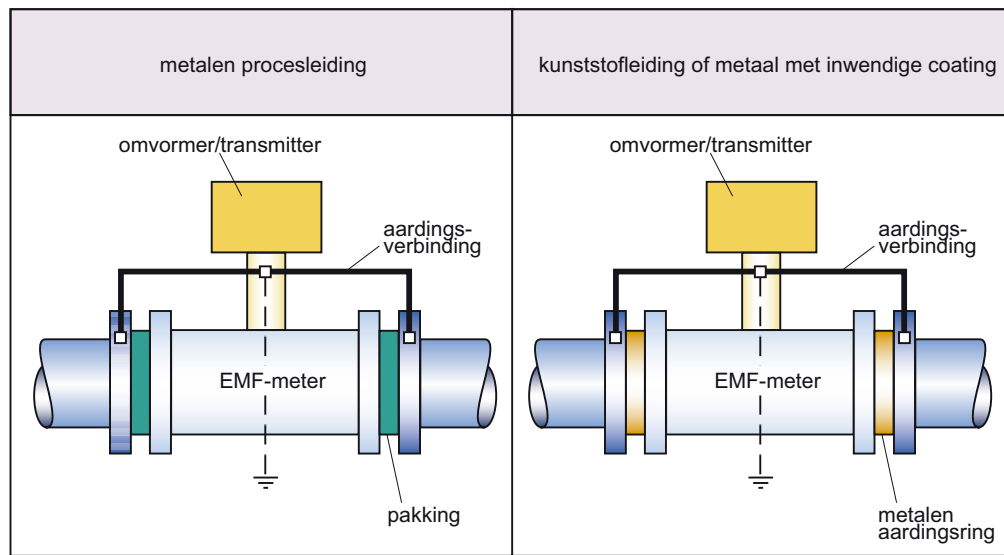 metalen procesleiding
kunststofleiding of metaal met inwendige coating
omvormer/transmitter
aardings-
verbinding
EMF-meter
pakking
omvormer/transmitter
aardings-
verbinding
EMF-meter
metalen
aardingsring